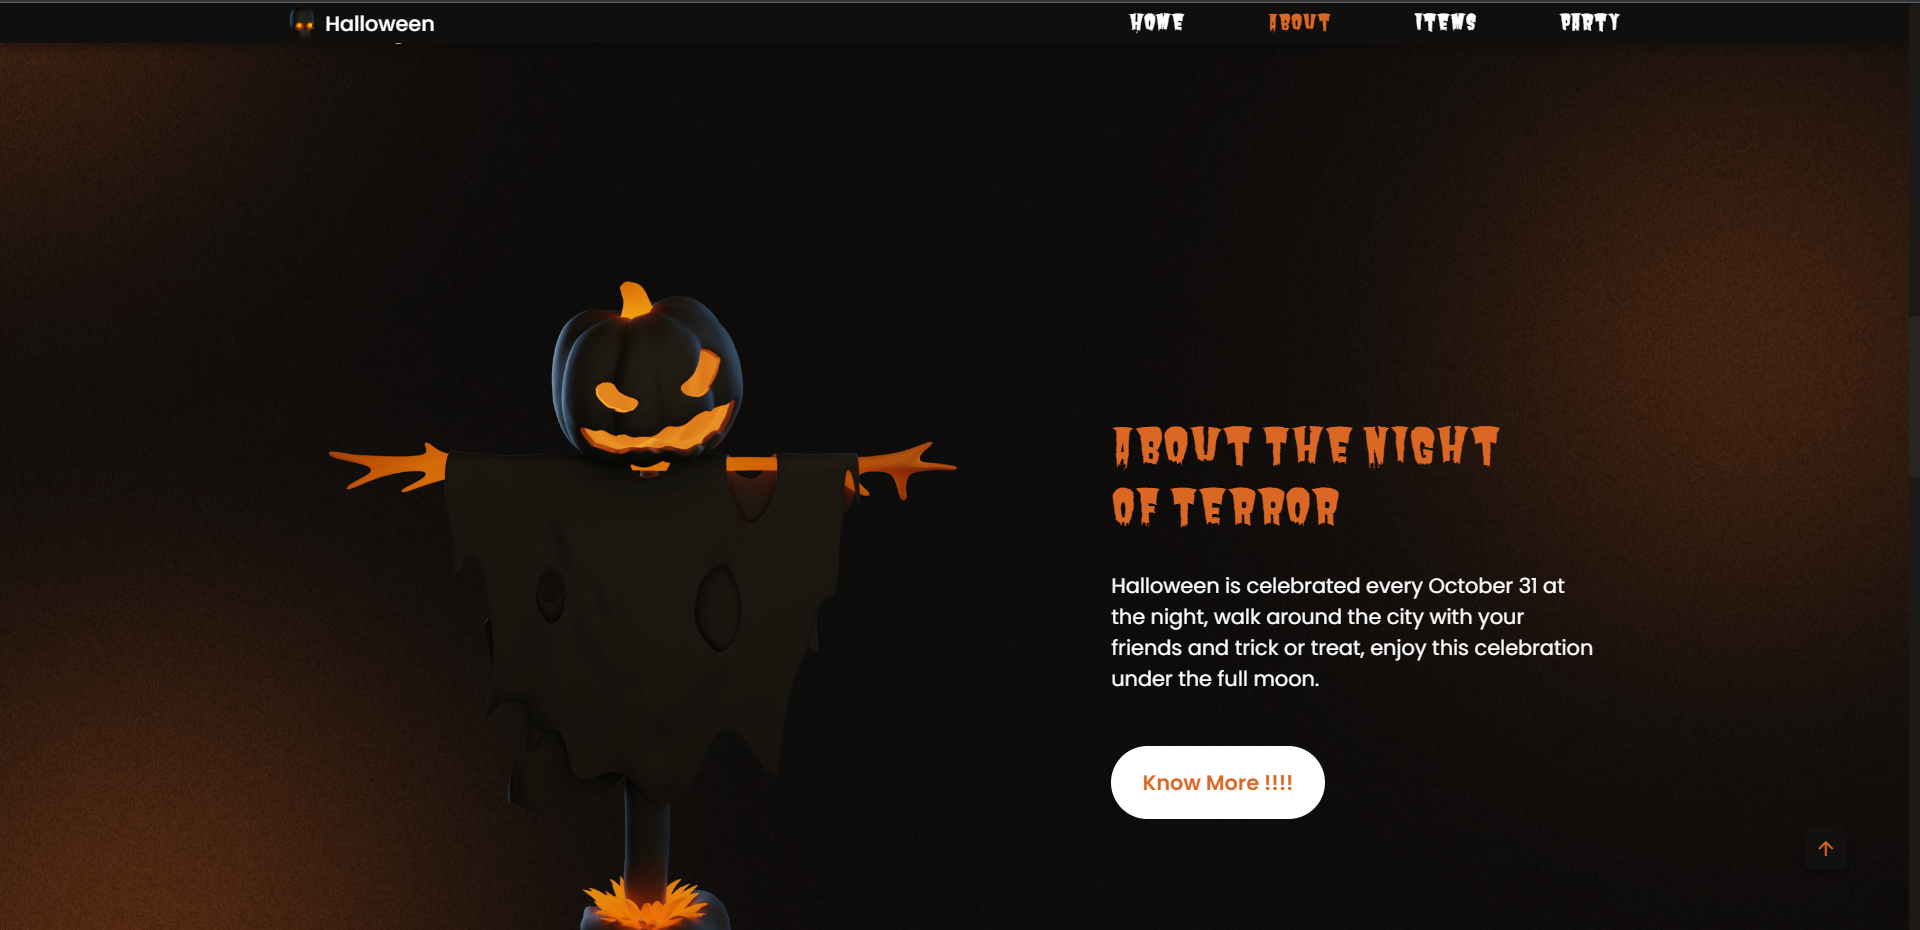 Halloween
HOME
ABOUT
ITEMS
PARTY
ABOUT THE NIGHT
OF TERROR
Halloween is celebrated every October 31 at
the night, walk around the city with your
friends and trick or treat, enjoy this celebration
under the full moon.
Know More !!!!